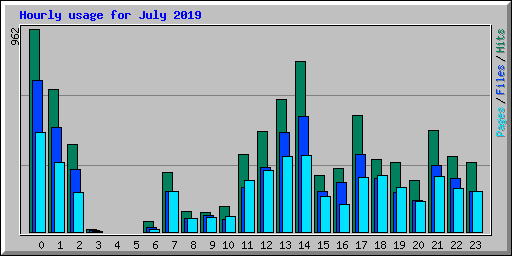 Hourly usage for July 2019
962
Pages/Files/Hits
0 1 2 3 4 5 6 7 8 9 10 11 12 13 14 15 16 17 18 19 20 21 22 23